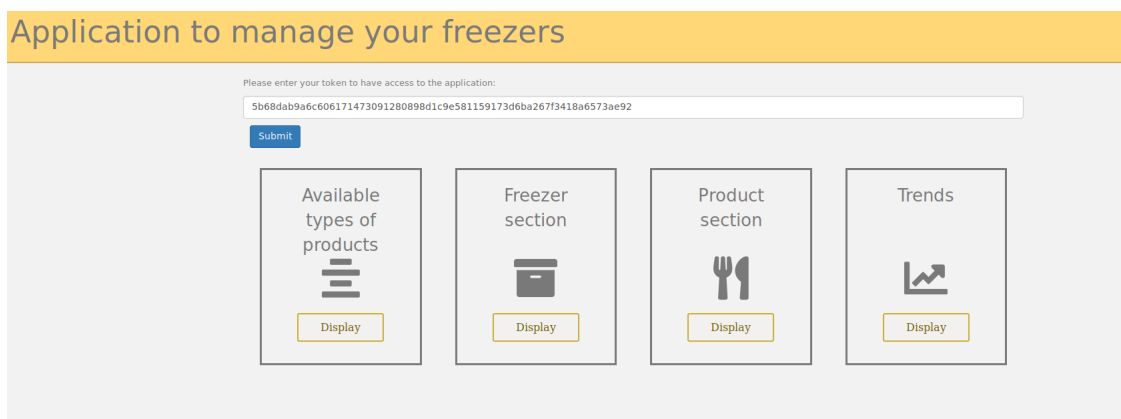 Application to manage your freezers
Please enter your token to have access to the application:
5b68dab9a6c606171473091280898d1c9e581159173d6ba267f3418a6573ae92
Submit
Available
types of
products
Display
Freezer
section
Display
Product
section
Display
Trends
Display